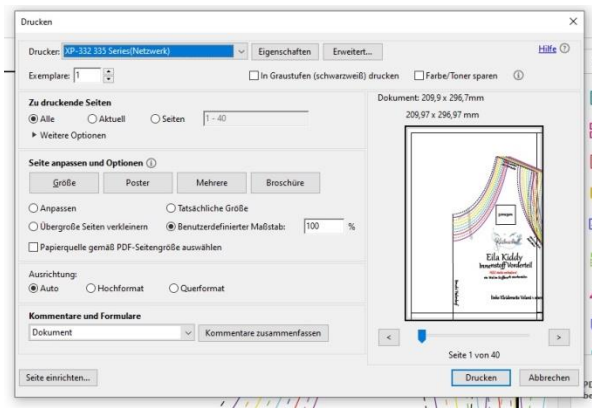 Drucken
Drucker: XP-332 335 Series(Netzwerk) Eigenschaften Erweitert... Hilfe
Exemplare: 1 In Graustufen (schwarzweiß) drucken Farbe/Toner sparen
Zu druckende Seiten
Alle Aktuell Seiten 1 - 40
Weitere Optionen
Seite anpassen und Optionen
Größe Poster Mehrere Broschüre
Anpassen Tatsächliche Größe
Übergroße Seiten verkleinern Benutzerdefinierter Maßstab: 100 %
Papierquelle gemäß PDF-Seitengröße auswählen
Ausrichtung:
Auto Hochformat Querformat
Kommentare und Formulare
Dokument Kommentare zusammenfassen
Dokument: 209,9 x 296,7mm
209,97 x 296,97 mm
Eila Kiddy
Innenstoff Vorderteil
< >
Seite 1 von 40
Seite einrichten... Drucken Abbrechen